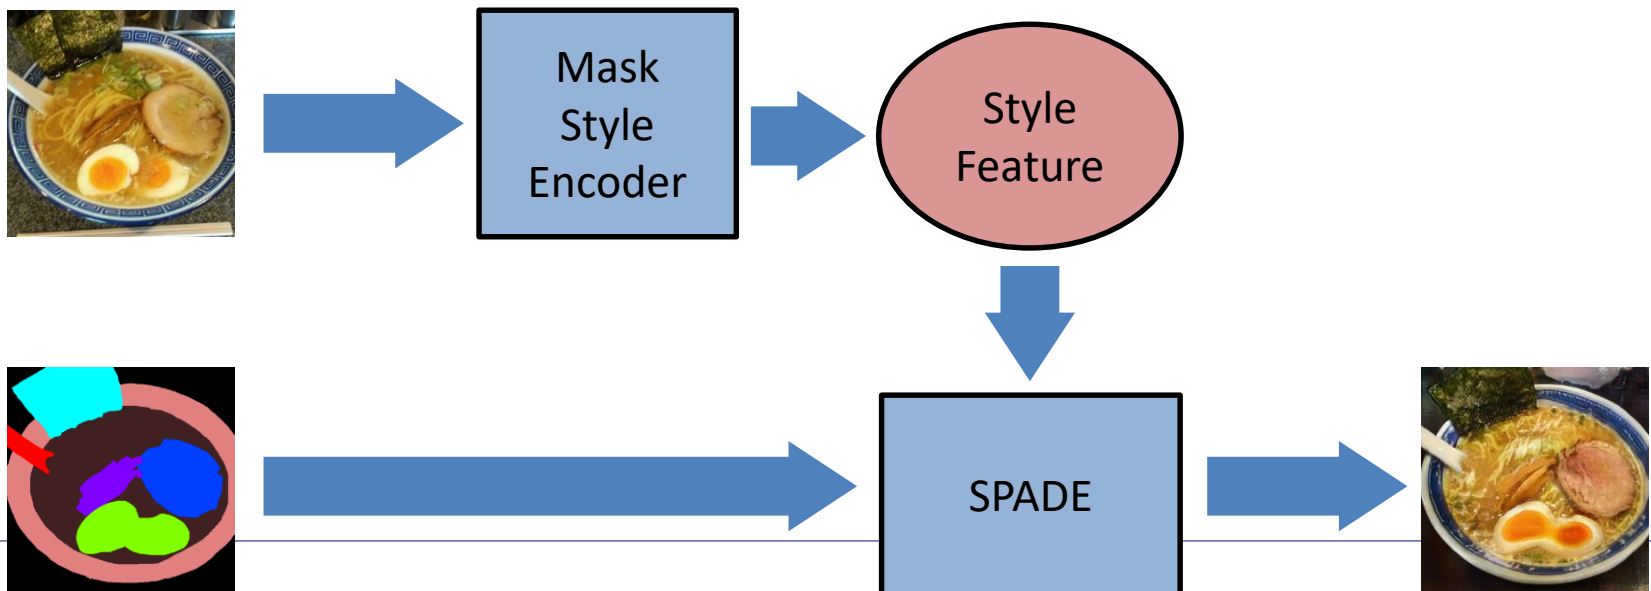 Mask
Style
Encoder
Style
Feature
SPADE